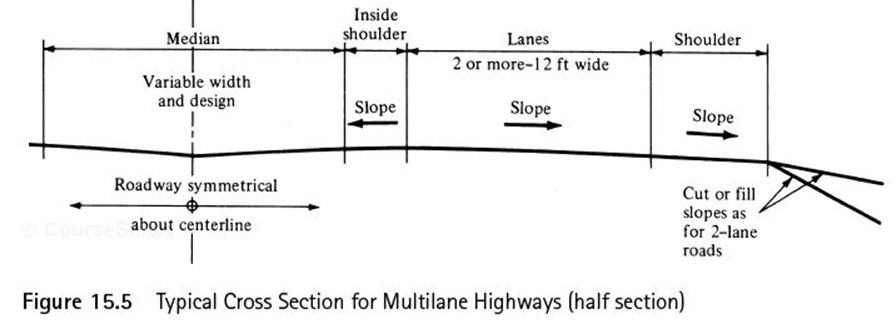 Inside
shoulder
Median
Lanes
Shoulder
2 or more–12 ft wide
Variable width
and design
Slope
Slope
Slope
Roadway symmetrical
about centerline
Cut or fill
slopes as
for 2-lane
roads
Figure 15.5 Typical Cross Section for Multilane Highways (half section)